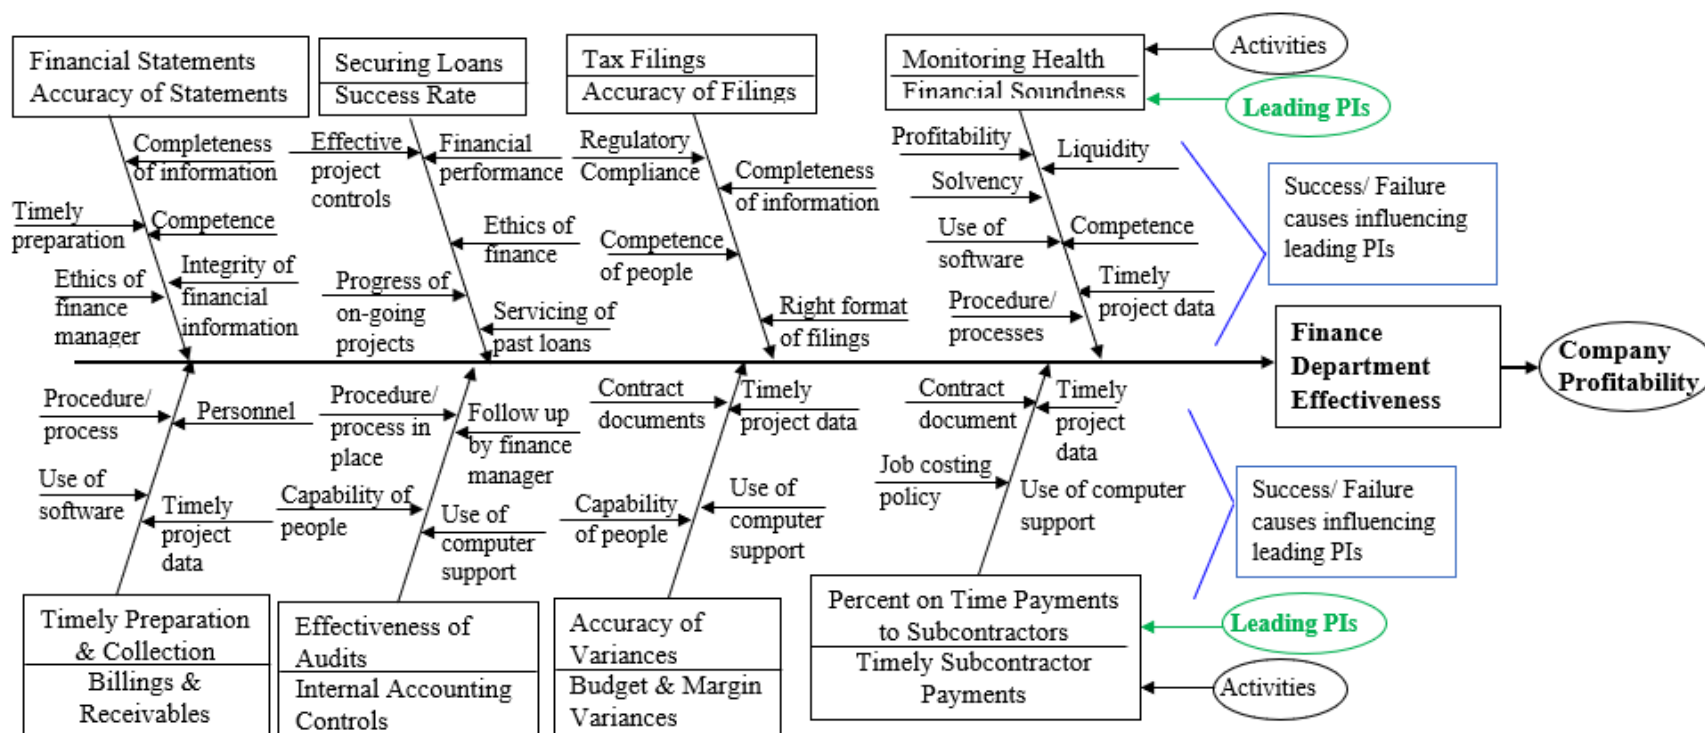 Financial Statements
Accuracy of Statements
Securing Loans
Success Rate
Tax Filings
Accuracy of Filings
Monitoring Health
Financial Soundness
Activities
Leading PIs
Completeness
of information
Timely
preparation
Competence
Ethics of
finance
manager
Integrity of
financial
information
Effective
project
controls
Financial
performance
Ethics of
finance
Progress of
on-going
projects
Servicing of
past loans
Regulatory
Compliance
Completeness
of information
Competence
of people
Right format
of filings
Profitability
Liquidity
Solvency
Use of
software
Competence
Timely
project data
Procedure/
processes
Success/ Failure
causes influencing
leading PIs
Finance
Department
Effectiveness
Company
Profitability
Procedure/
process
Personnel
Use of
software
Timely
project
data
Procedure/
process in
place
Follow up
by finance
manager
Capability of
people
Use of
computer
support
Contract
documents
Timely
project data
Capability
of people
Use of
computer
support
Contract
document
Timely
project
data
Job costing
policy
Use of computer
support
Success/ Failure
causes influencing
leading PIs
Timely Preparation
& Collection
Billings &
Receivables
Effectiveness of
Audits
Internal Accounting
Controls
Accuracy of
Variances
Budget & Margin
Variances
Percent on Time Payments
to Subcontractors
Timely Subcontractor
Payments
Leading PIs
Activities